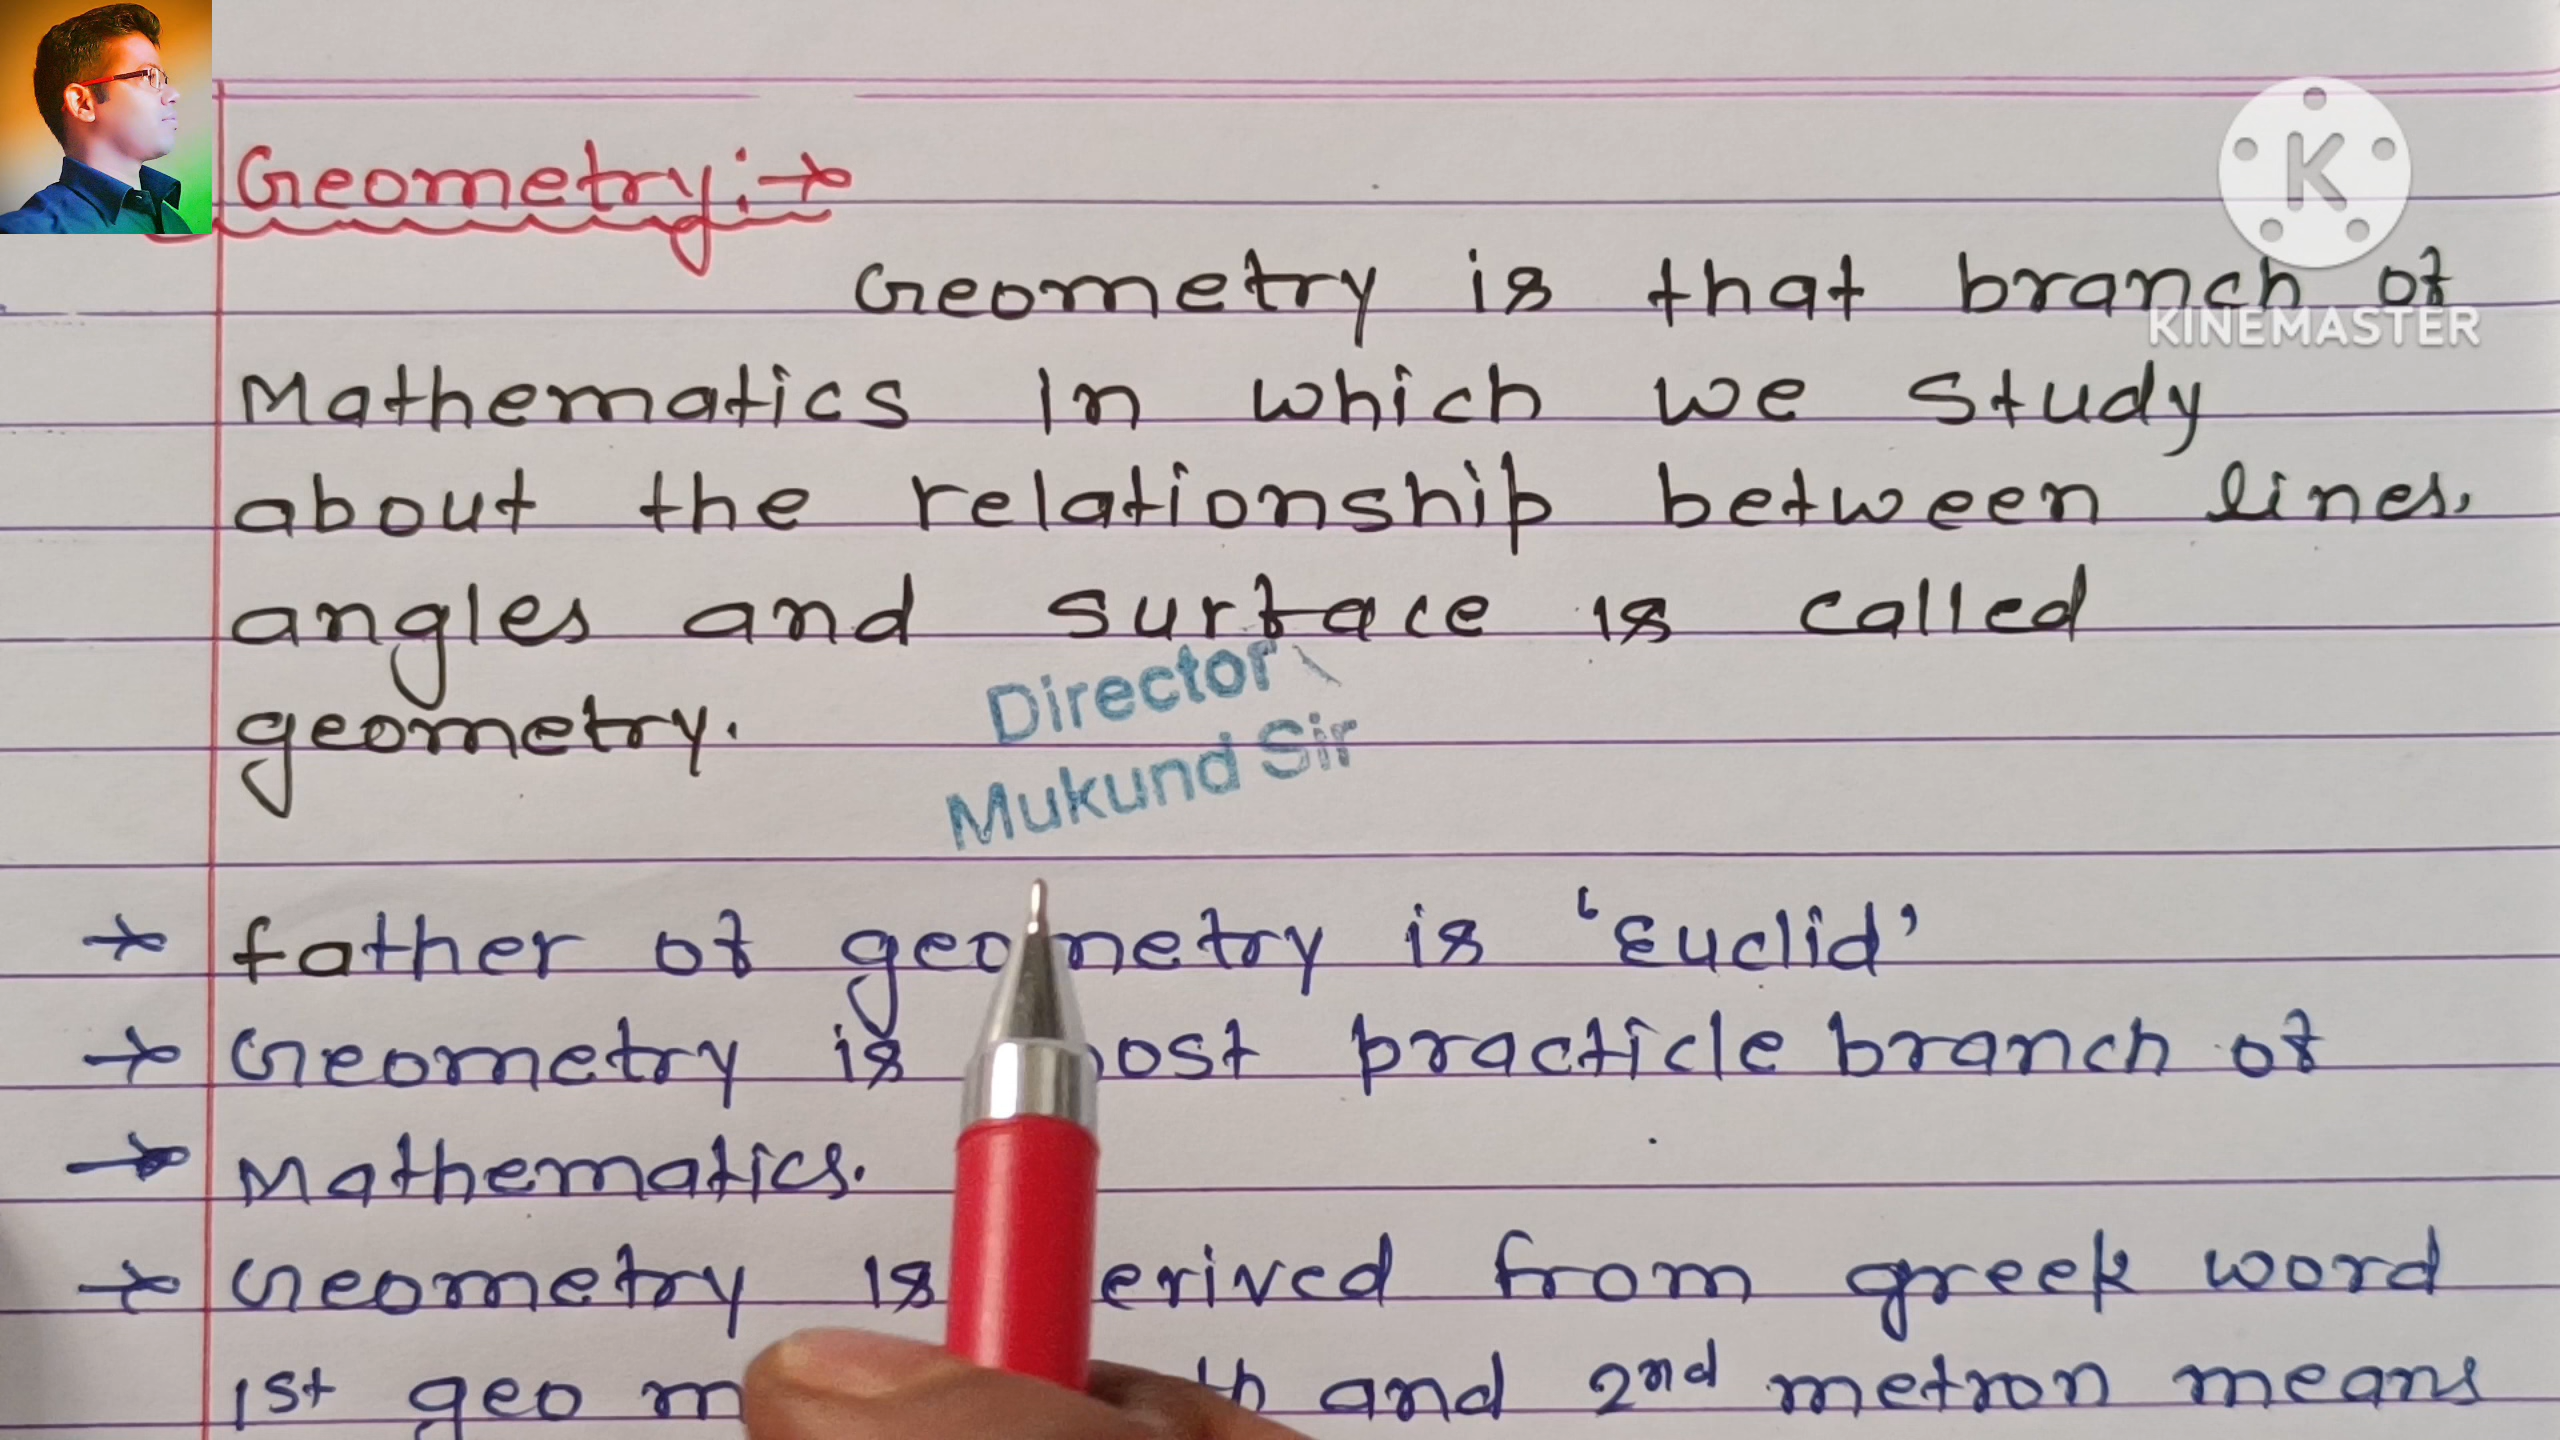 Geometry:→
Geometry is that branch of
KINEMASTER
Mathematics in which we study
about the relationship between lines,
angles and surface is called
Director
geometry.
Mukund Sir
→ father of geometry is 'Euclid'
→ Geometry is most practicle branch of
→ Mathematics.
→ Geometry is erived from greek word
1st geo and 2nd metron means